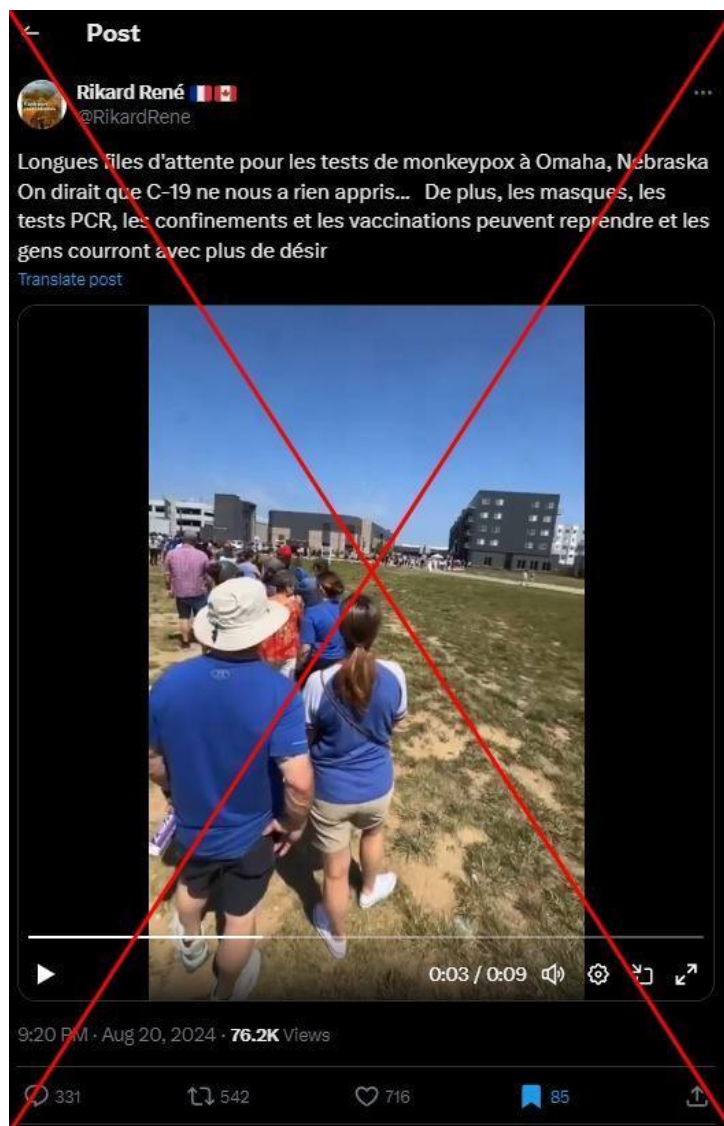 Post
Rikard René
@RikardRene
Longues files d'attente pour les tests de monkeypox à Omaha, Nebraska
On dirait que C-19 ne nous a rien appris... De plus, les masques, les
tests PCR, les confinements et les vaccinations peuvent reprendre et les
gens courront avec plus de désir
Translate post
0:03 / 0:09
9:20 PM · Aug 20, 2024 · 76.2K Views
331 542 716 85